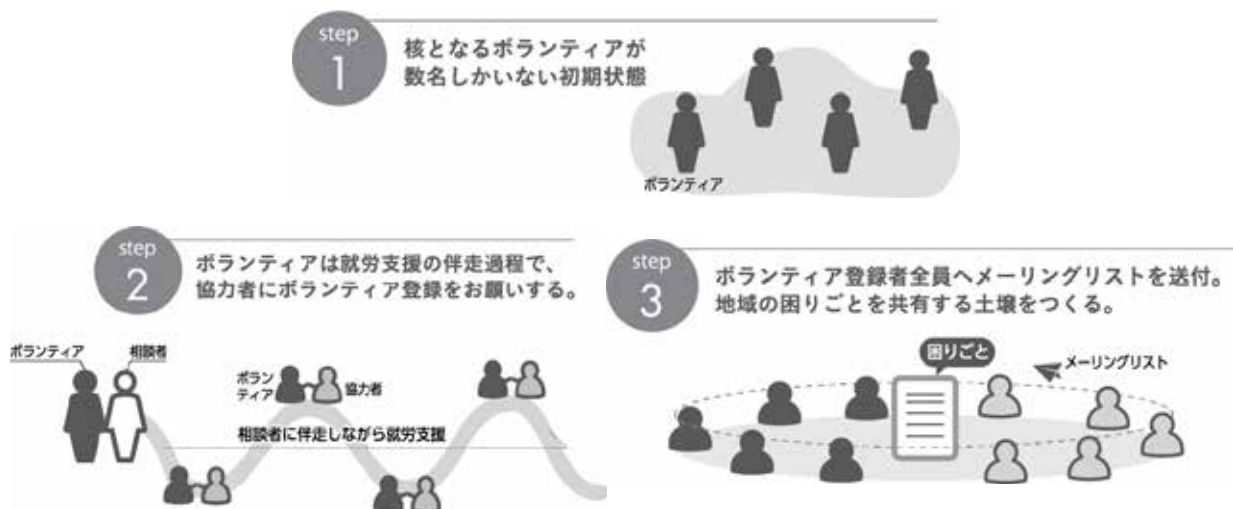 step
1
核となるボランティアが
数名しかいない初期状態
ボランティア
step
2
ボランティアは就労支援の伴走過程で、
協力者にボランティア登録をお願いする。
ボランティア
相談者
ボラン
ティア
協力者
相談者に伴走しながら就労支援
step
3
ボランティア登録者全員へメーリングリストを送付。
地域の困りごとを共有する土壌をつくる。
困りごと
メーリングリスト